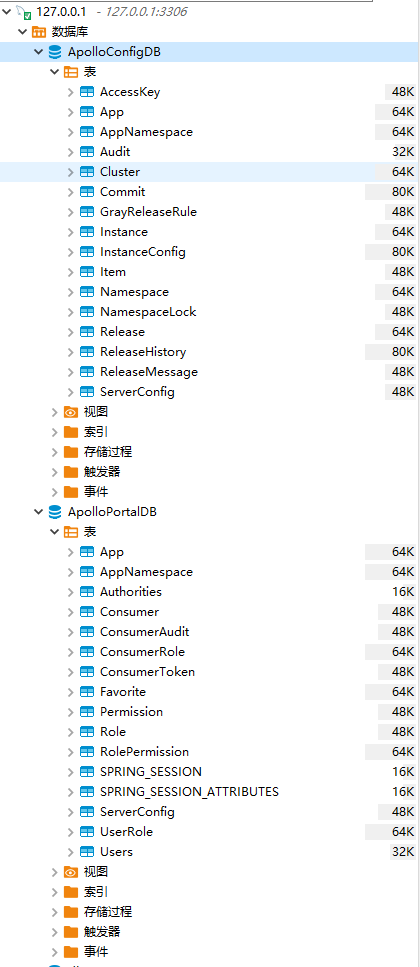 127.0.0.1 - 127.0.0.1:3306
数据库
ApolloConfigDB
表
AccessKey 48K
App 64K
AppNamespace 64K
Audit 32K
Cluster 64K
Commit 80K
GrayReleaseRule 48K
Instance 64K
InstanceConfig 80K
Item 48K
Namespace 64K
NamespaceLock 48K
Release 64K
ReleaseHistory 80K
ReleaseMessage 48K
ServerConfig 48K
视图
索引
存储过程
触发器
事件
ApolloPortalDB
表
App 64K
AppNamespace 64K
Authorities 16K
Consumer 48K
ConsumerAudit 48K
ConsumerRole 64K
ConsumerToken 48K
Favorite 64K
Permission 48K
Role 48K
RolePermission 64K
SPRING_SESSION 16K
SPRING_SESSION_ATTRIBUTES 16K
ServerConfig 48K
UserRole 64K
Users 32K
视图
索引
存储过程
触发器
事件